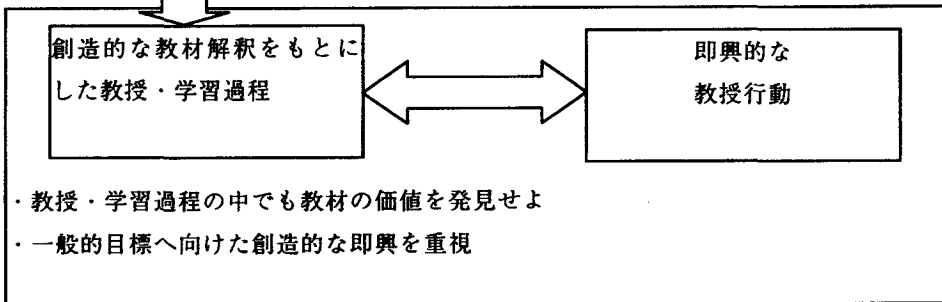 創造的な教材解釈をもとに
した教授・学習過程
即興的な
教授行動
・教授・学習過程の中でも教材の価値を発見せよ
・一般的目標へ向けた創造的な即興を重視